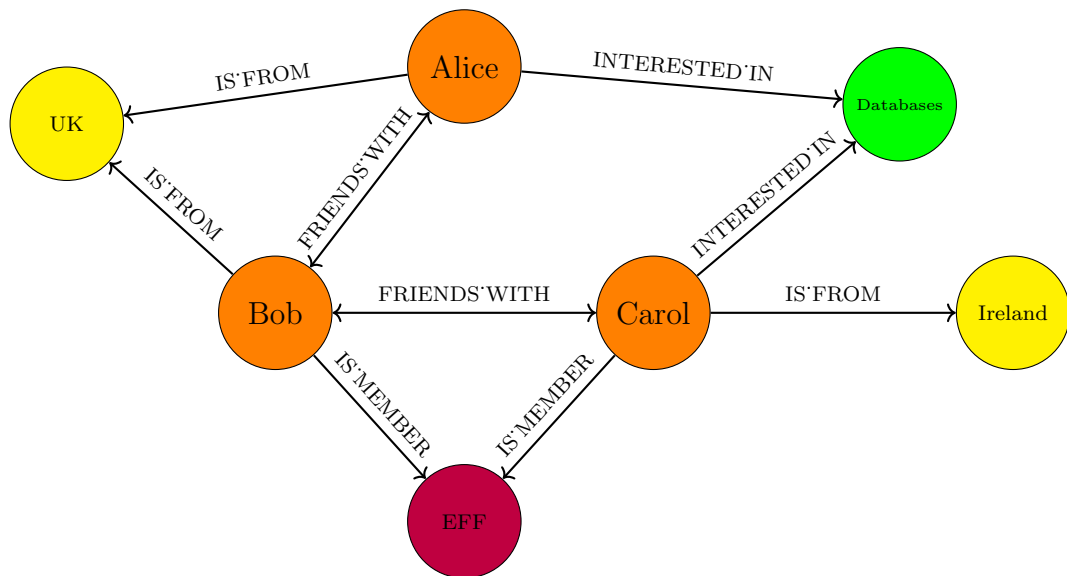 Alice
INTERESTED˙IN
IS˙FROM
Databases
UK
FRIENDS˙WITH
INTERESTED˙IN
IS˙FROM
FRIENDS˙WITH
IS˙FROM
Bob
Carol
Ireland
IS˙MEMBER
IS˙MEMBER
EFF